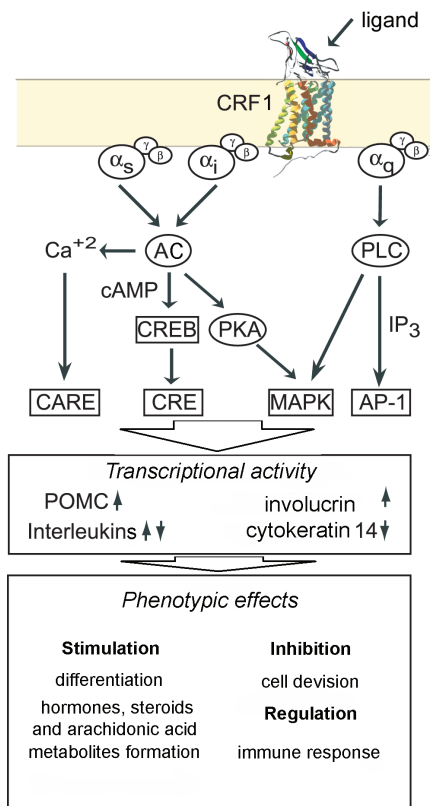 ligand
CRF1
αs γ β αi γ β αq γ β
Ca+2 AC PLC
cAMP
CREB PKA IP3
CARE CRE MAPK AP-1
Transcriptional activity
POMC involucrin
Interleukins cytokeratin 14
Phenotypic effects
Stimulation Inhibition
differentiation cell devision
hormones, steroids Regulation
and arachidonic acid
metabolites formation immune response